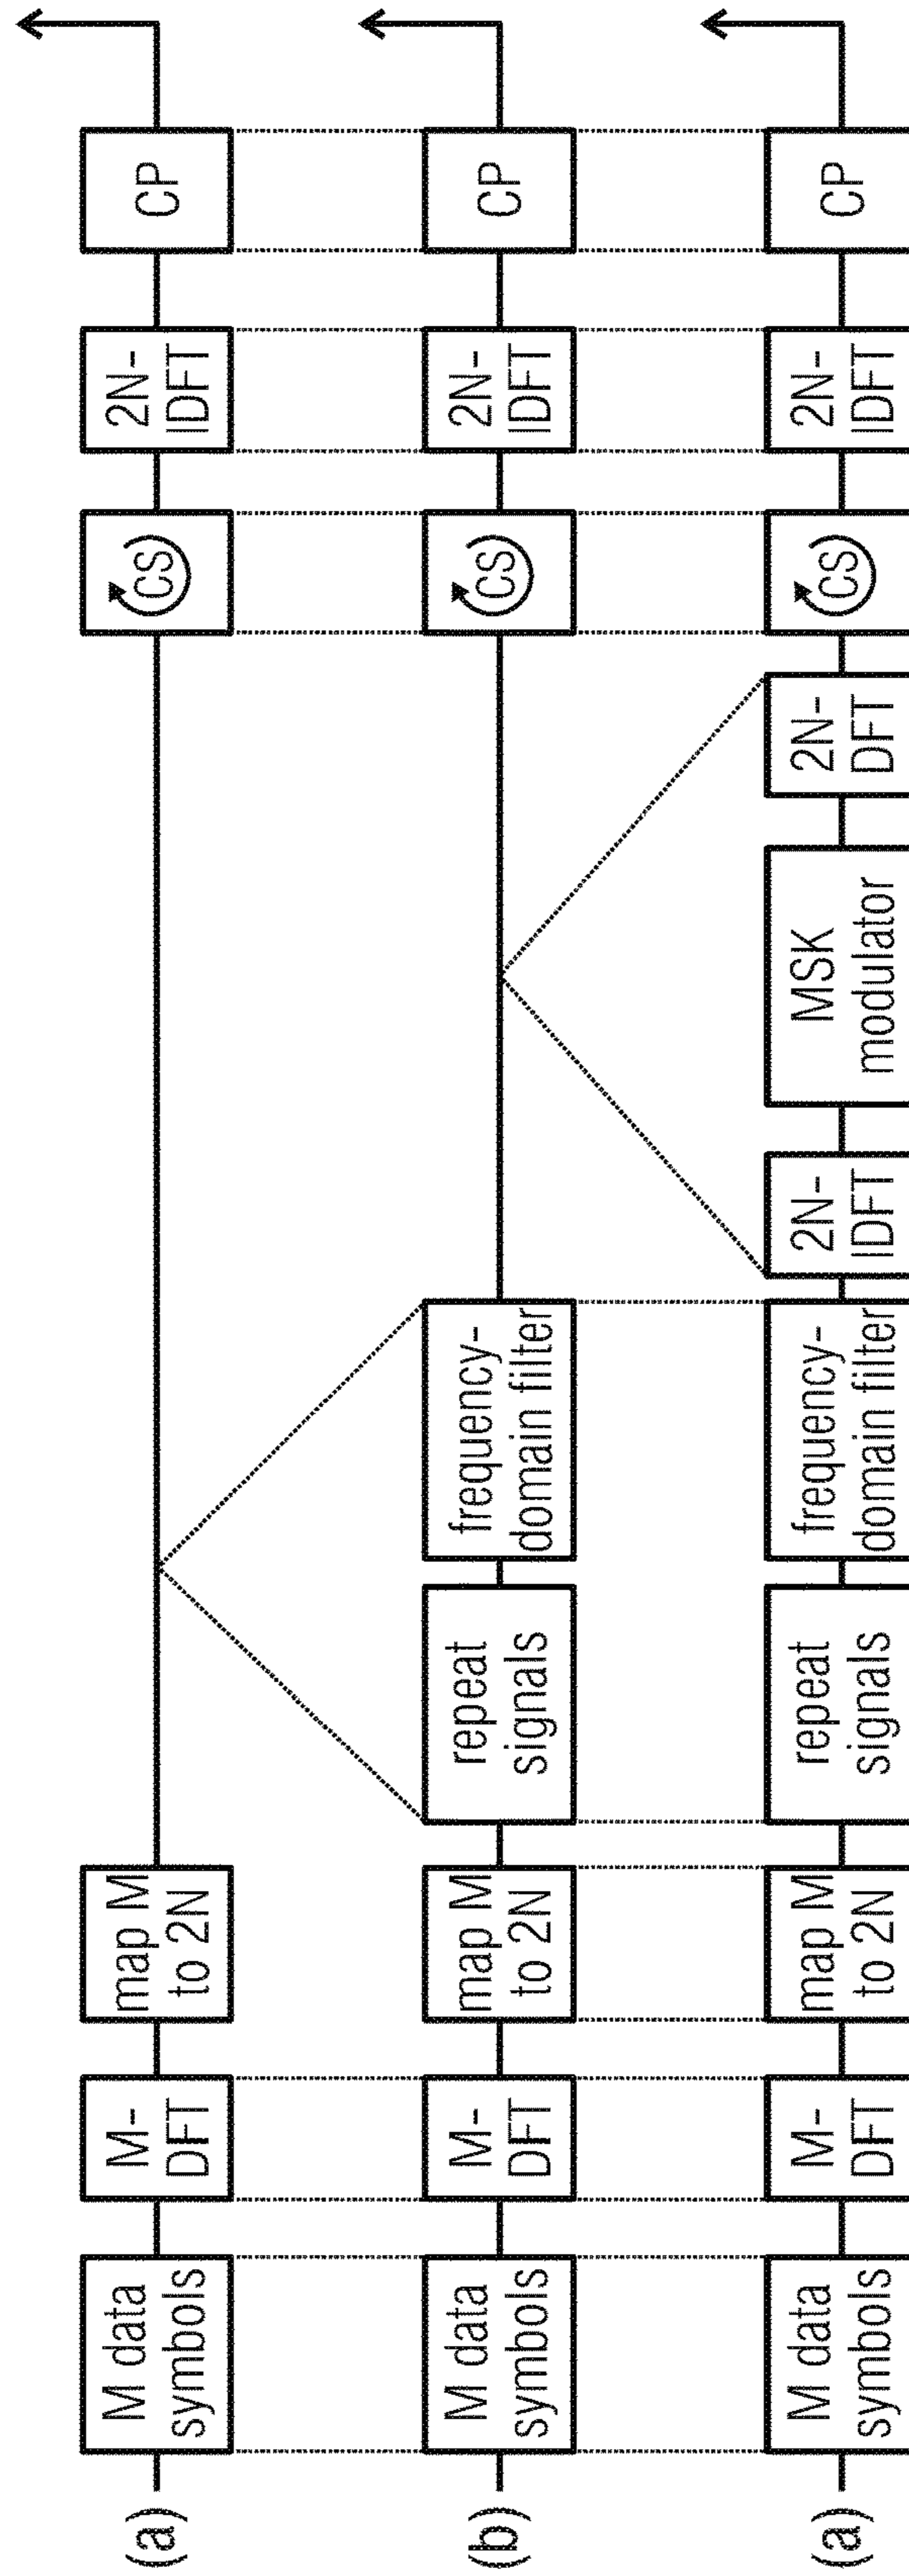 (a)
M data
symbols
M-
DFT
map M
to 2N
CS
2N-
IDFT
CP
(b)
M data
symbols
M-
DFT
map M
to 2N
repeat
signals
frequency-
domain filter
CS
2N-
IDFT
CP
(a)
M data
symbols
M-
DFT
map M
to 2N
repeat
signals
frequency-
domain filter
2N-
IDFT
MSK
modulator
2N-
DFT
CS
2N-
IDFT
CP